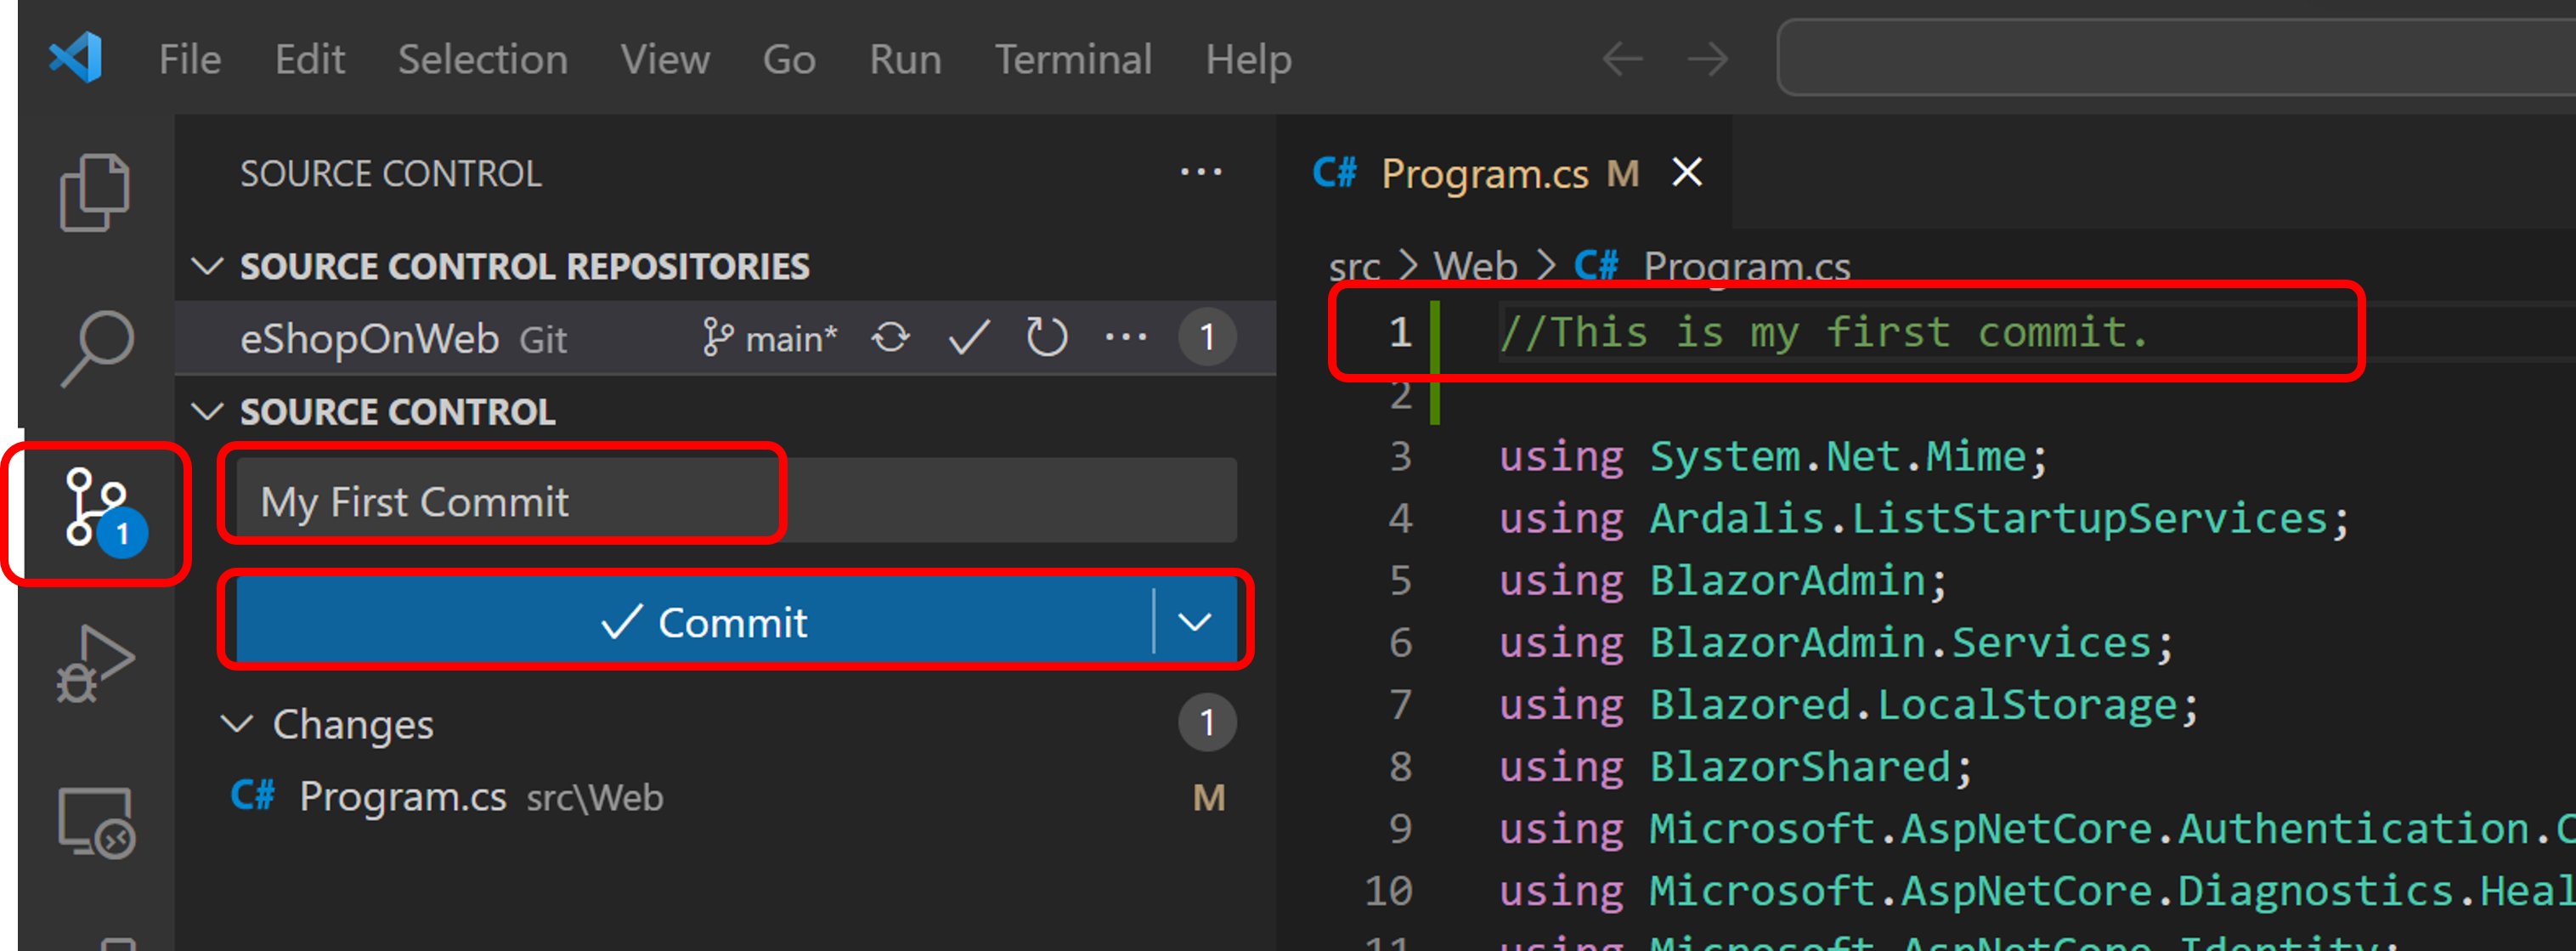 File Edit Selection View Go Run Terminal Help
SOURCE CONTROL
SOURCE CONTROL REPOSITORIES
eShopOnWeb Git main* 1
SOURCE CONTROL
1
My First Commit
Commit
Changes 1
C# Program.cs src\Web M
C# Program.cs M
src > Web > C# Program.cs
1 //This is my first commit.
2
3 using System.Net.Mime;
4 using Ardalis.ListStartupServices;
5 using BlazorAdmin;
6 using BlazorAdmin.Services;
7 using Blazored.LocalStorage;
8 using BlazorShared;
9 using Microsoft.AspNetCore.Authentication.C
10 using Microsoft.AspNetCore.Diagnostics.Heal
11 using Microsoft.AspNetCore.Identity;